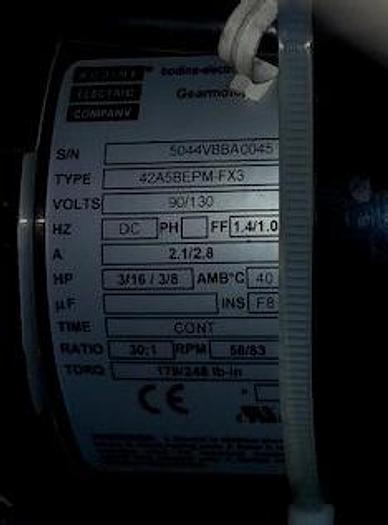 BODINE ® bodine-electr
ELECTRIC Gearmoto
COMPANY
S/N 5044VBBA0045
TYPE 42A5BEPM-FX3
VOLTS 90/130
HZ DC PH FF 1.4/1.0
A 2.1/2.8
HP 3/16 / 3/8 AMB°C 40
µF INS F8
TIME CONT
RATIO 30:1 RPM 58/83
TORQ 179/248 lb-in
CE